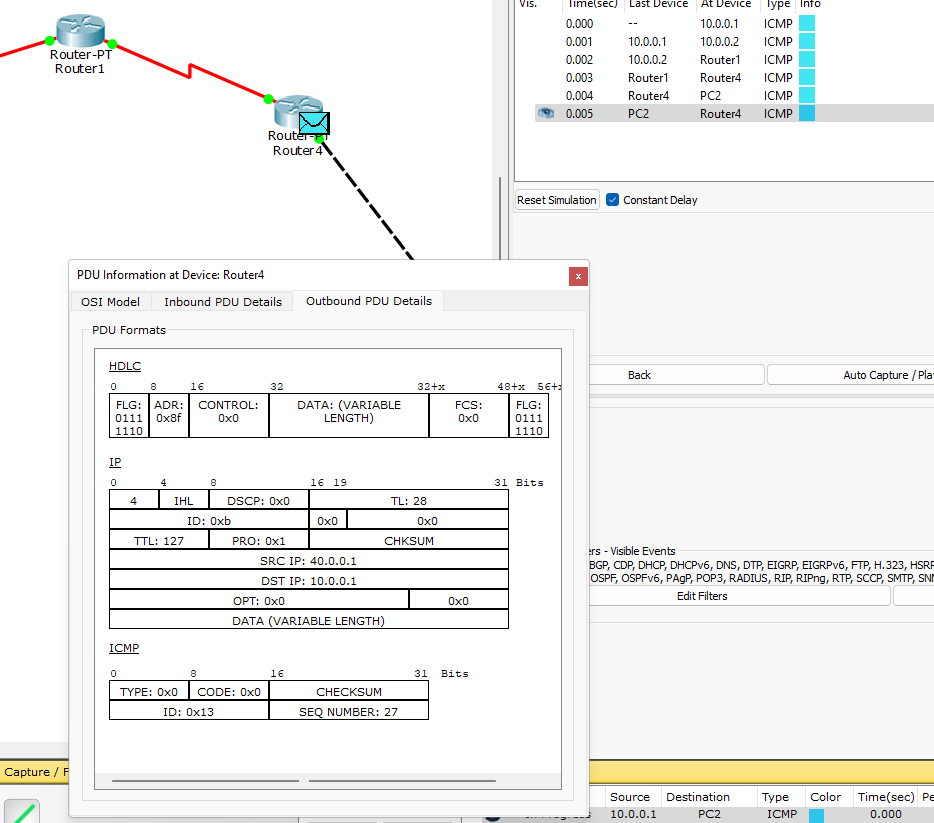 Vis. Time(sec) Last Device At Device Type Info
0.000 -- 10.0.0.1 ICMP
0.001 10.0.0.1 10.0.0.2 ICMP
0.002 10.0.0.2 Router1 ICMP
0.003 Router1 Router4 ICMP
0.004 Router4 PC2 ICMP
0.005 PC2 Router4 ICMP
Router-PT
Router1
Router-PT
Router4
Reset Simulation Constant Delay
PDU Information at Device: Router4 x
OSI Model Inbound PDU Details Outbound PDU Details
PDU Formats
HDLC
0 8 16 32 32+x 48+x 56+x
FLG: ADR: CONTROL: DATA: (VARIABLE FCS: FLG:
0111 0x8f 0x0 LENGTH) 0x0 0111
1110 1110
IP
0 4 8 16 19 31 Bits
4 IHL DSCP: 0x0 TL: 28
ID: 0xb 0x0 0x0
TTL: 127 PRO: 0x1 CHKSUM
SRC IP: 40.0.0.1
DST IP: 10.0.0.1
OPT: 0x0 0x0
DATA (VARIABLE LENGTH)
ICMP
0 8 16 31 Bits
TYPE: 0x0 CODE: 0x0 CHECKSUM
ID: 0x13 SEQ NUMBER: 27
Back Auto Capture / Pla
ers - Visible Events
BGP, CDP, DHCP, DHCPv6, DNS, DTP, EIGRP, EIGRPv6, FTP, H.323, HSRP
OSPF, OSPFv6, PAgP, POP3, RADIUS, RIP, RIPng, RTP, SCCP, SMTP, SNM
Edit Filters
Capture / F
Source Destination Type Color Time(sec) Pe
10.0.0.1 PC2 ICMP 0.000